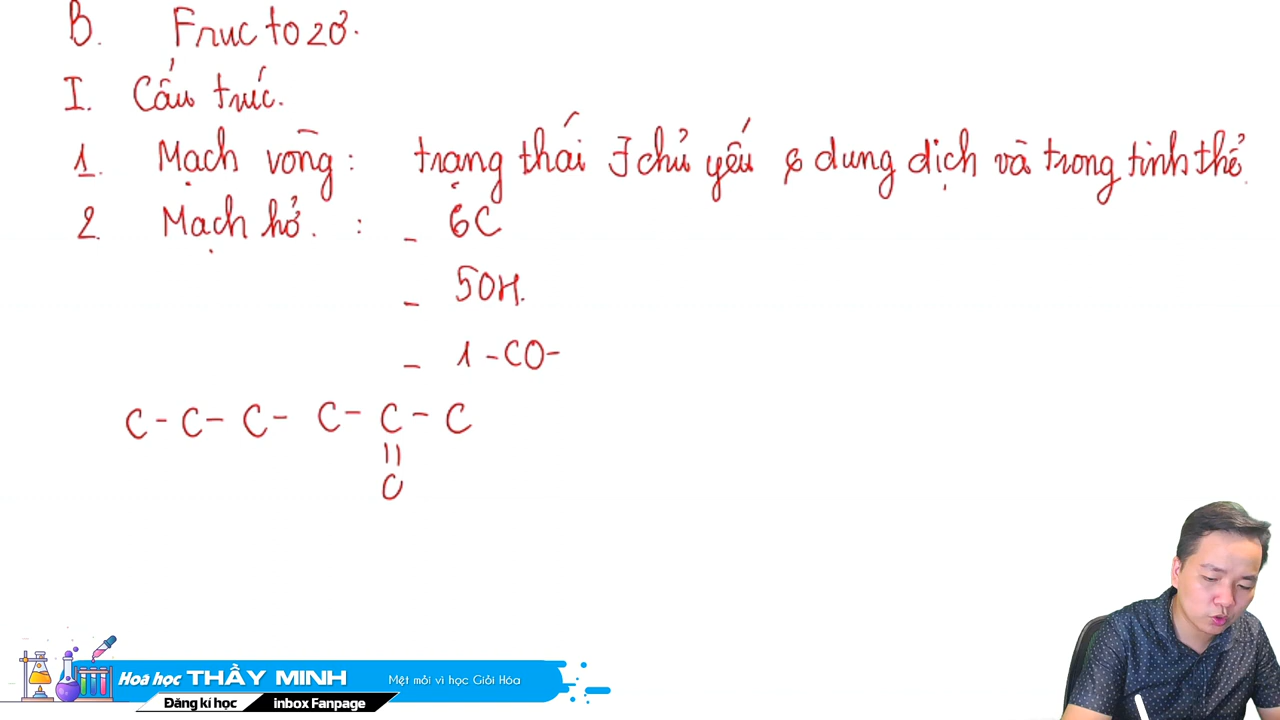 B. Fructozơ.
I. Cấu trúc.
1. Mạch vòng: trạng thái ∃ chủ yếu dung dịch và trong tinh thể.
2. Mạch hở. : - 6C
- 5OH.
- 1 -CO-
C - C - C - C - C - C
||
O
Hoá học THẦY MINH Mệt mỏi vì học Giỏi Hóa
Đăng kí học inbox Fanpage